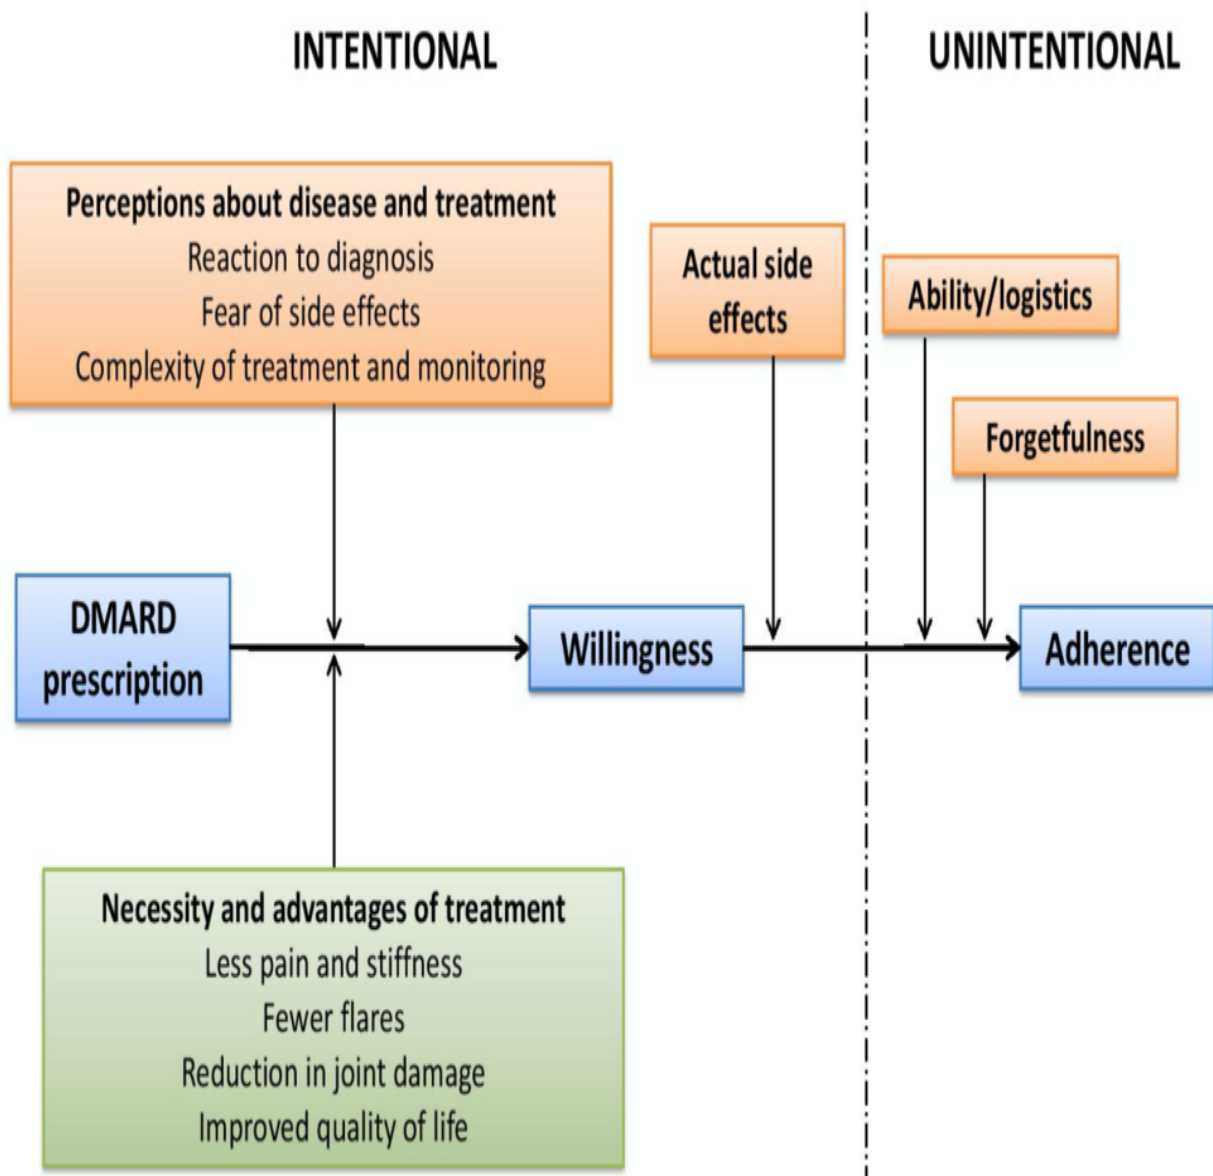 INTENTIONAL
UNINTENTIONAL
Perceptions about disease and treatment
Reaction to diagnosis
Fear of side effects
Complexity of treatment and monitoring
Actual side
effects
Ability/logistics
Forgetfulness
DMARD
prescription
Willingness
Adherence
Necessity and advantages of treatment
Less pain and stiffness
Fewer flares
Reduction in joint damage
Improved quality of life